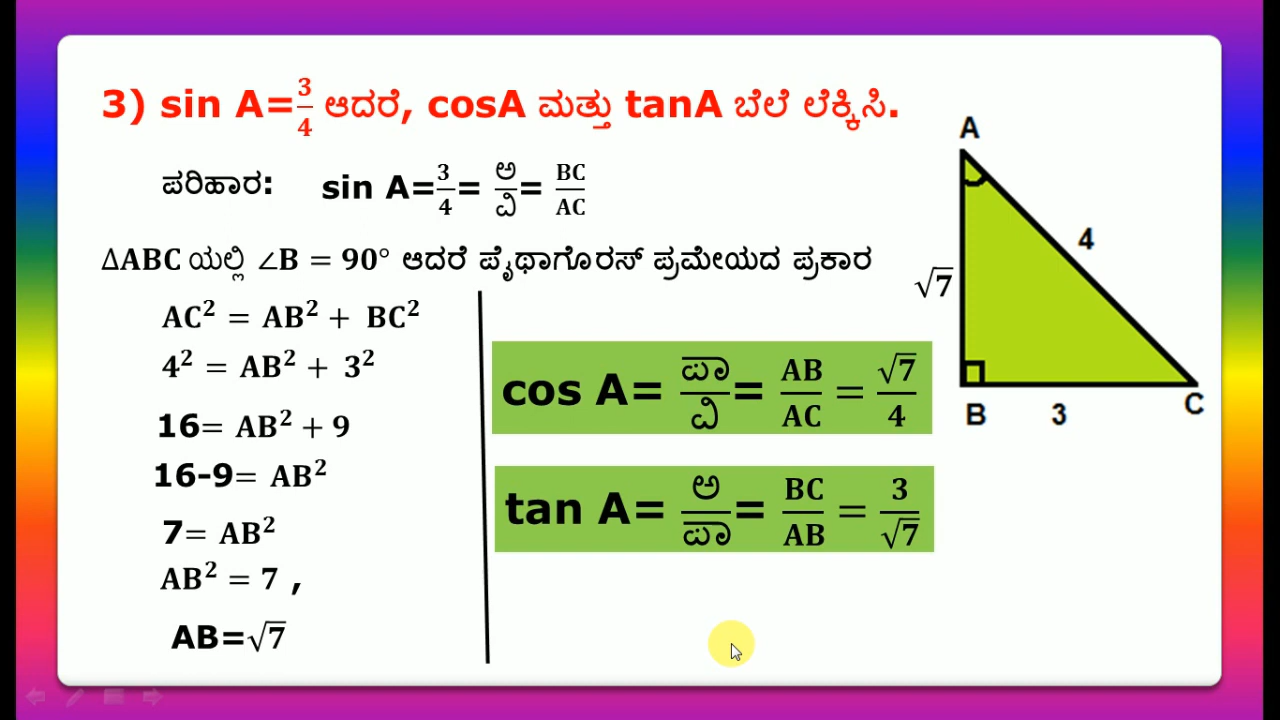 3) sin A=3/4 ಆದರೆ, cosA ಮತ್ತು tanA ಬೆಲೆ ಲೆಕ್ಕಿಸಿ.
ಪರಿಹಾರ: sin A=3/4= ಅ/ವಿ= BC/AC
∆ABC ಯಲ್ಲಿ ∠B = 90° ಆದರೆ ಪೈಥಾಗೊರಸ್ ಪ್ರಮೇಯದ ಪ್ರಕಾರ
AC² = AB² + BC²
4² = AB² + 3²
16= AB² + 9
16-9= AB²
7= AB²
AB² = 7 ,
AB=√7
cos A= ಪಾ/ವಿ= AB/AC = √7/4
tan A= ಅ/ಪಾ= BC/AB = 3/√7
A
4
√7
B
3
C